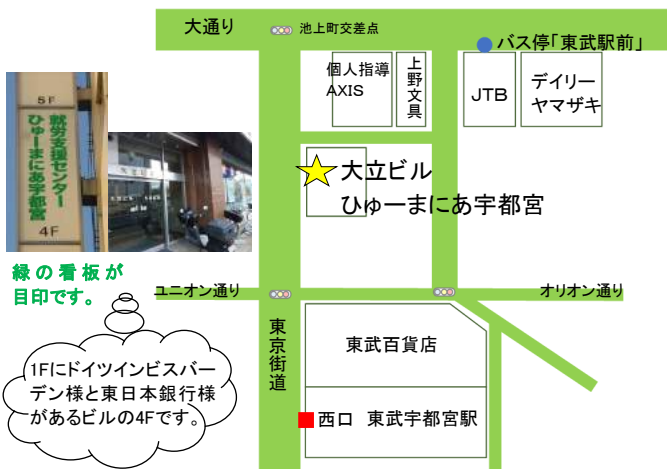 大通り
池上町交差点
バス停「東武駅前」
個人指導
AXIS
上野文具
JTB
デイリー
ヤマザキ
5F
就労支援センター
ひゅーまにあ宇都宮
4F
大立ビル
ひゅーまにあ宇都宮
緑の看板が
目印です。
ユニオン通り
オリオン通り
1Fにドイツインビスバー
デン様と東日本銀行様
があるビルの4Fです。
東京街道
東武百貨店
西口 東武宇都宮駅